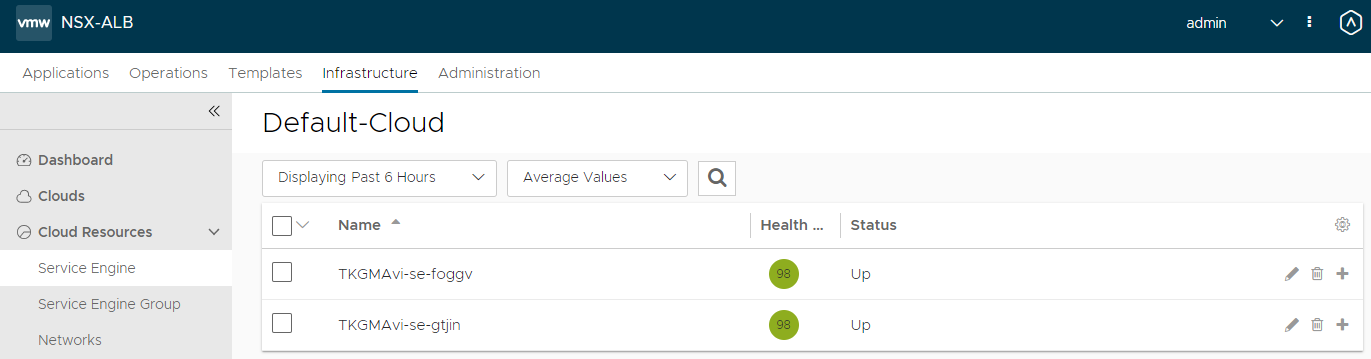 vmw NSX-ALB admin
Applications Operations Templates Infrastructure Administration
Default-Cloud
Dashboard
Displaying Past 6 Hours Average Values
Clouds
Cloud Resources
Name Health ... Status
Service Engine
TKGMAvi-se-foggv 98 Up
Service Engine Group
TKGMAvi-se-gtjin 98 Up
Networks